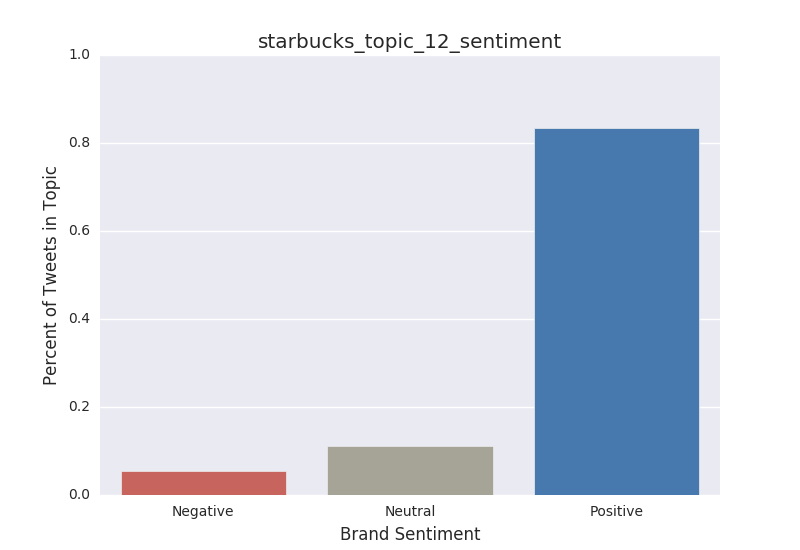 starbucks_topic_12_sentiment
1.0
0.8
0.6
0.4
0.2
0.0
Percent of Tweets in Topic
Negative Neutral Positive
Brand Sentiment